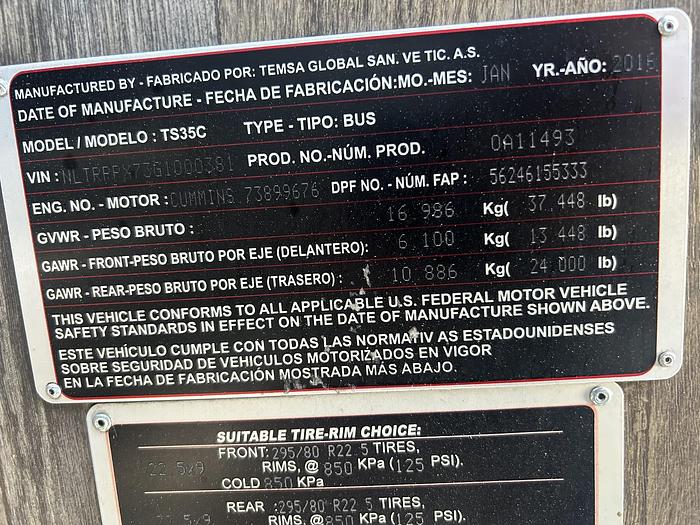 MANUFACTURED BY - FABRICADO POR: TEMSA GLOBAL SAN. VE TIC. A.S.
DATE OF MANUFACTURE - FECHA DE FABRICACIÓN:MO.-MES: JAN YR.-AÑO: 2016
MODEL / MODELO : TS35C TYPE - TIPO: BUS
VIN : PROD. NO.-NÚM. PROD. 0A11493
ENG. NO. - MOTOR : CUMMINS 73899676 DPF NO. - NÚM. FAP : 56246155333
GVWR - PESO BRUTO : 16 986 Kg( 37 448 lb)
GAWR - FRONT-PESO BRUTO POR EJE (DELANTERO): 6 100 Kg( 13 448 lb)
GAWR - REAR-PESO BRUTO POR EJE (TRASERO) : 10 886 Kg( 24 000 lb)
THIS VEHICLE CONFORMS TO ALL APPLICABLE U.S. FEDERAL MOTOR VEHICLE
SAFETY STANDARDS IN EFFECT ON THE DATE OF MANUFACTURE SHOWN ABOVE.
ESTE VEHÍCULO CUMPLE CON TODAS LAS NORMATIV AS ESTADOUNIDENSES
SOBRE SEGURIDAD DE VEHICULOS MOTORIZADOS EN VIGOR
EN LA FECHA DE FABRICACIÓN MOSTRADA MÁS ABAJO.
SUITABLE TIRE-RIM CHOICE:
FRONT: 295/80 R22 5 TIRES,
22 5x9 RIMS, @ 850 KPa (125 PSI).
COLD 850 KPa
REAR :295/80 R22 5 TIRES,
RIMS, @850 KPa (125 PSI).